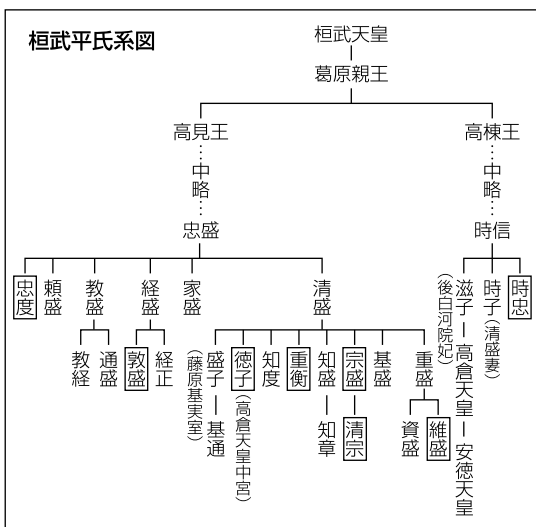 桓武平氏系図
桓武天皇
葛原親王
高棟王
高見王
中略
中略
時信
忠盛
時忠
時子(清盛妻)
滋子
(後白河院妃)
高倉天皇
安徳天皇
清盛
家盛
経盛
教盛
頼盛
忠度
重盛
基盛
宗盛
知盛
重衡
知度
徳子
(高倉天皇中宮)
盛子
(藤原基実室)
基通
経正
敦盛
通盛
教経
維盛
資盛
清宗
知章